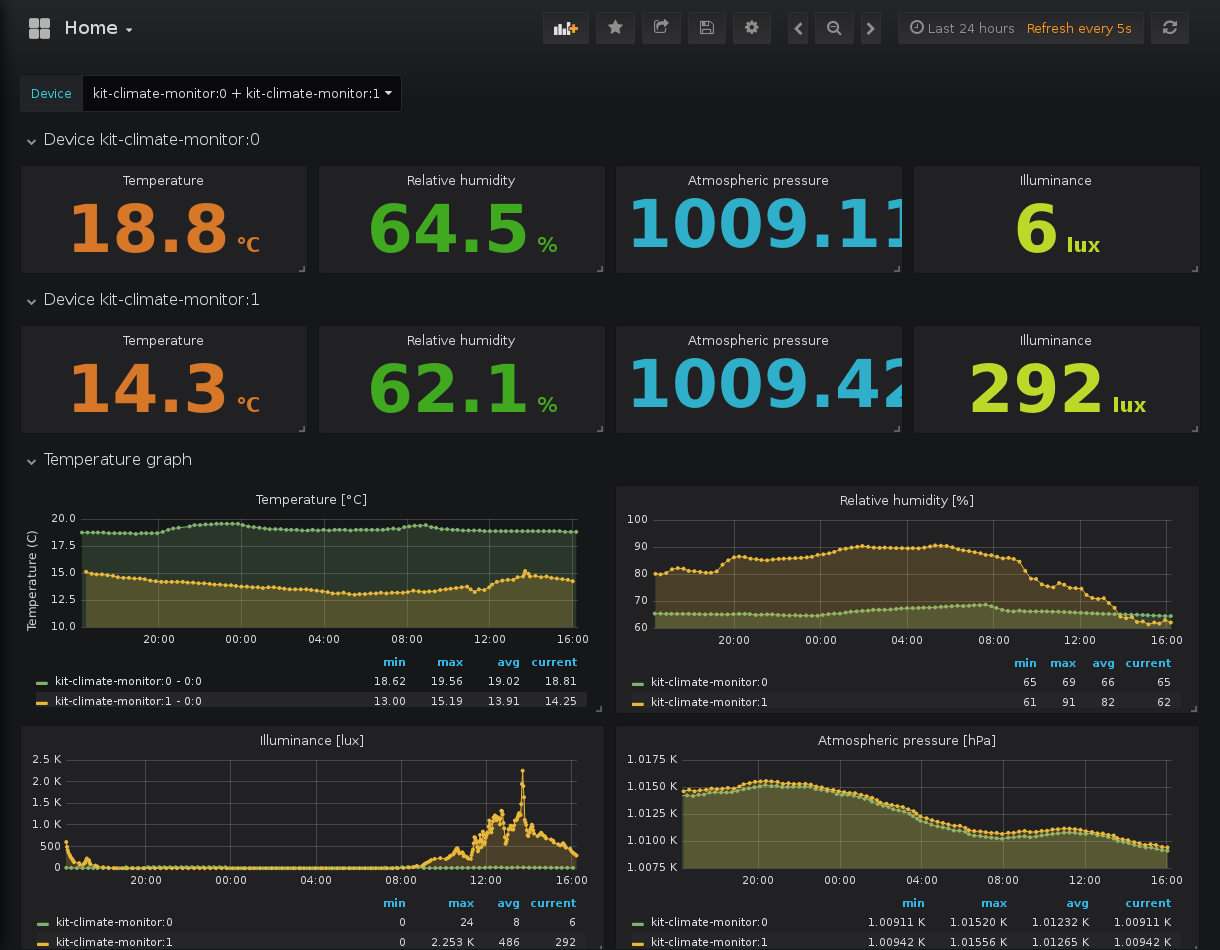 Home
Last 24 hours Refresh every 5s
Device kit-climate-monitor:0 + kit-climate-monitor:1
Device kit-climate-monitor:0
Temperature Relative humidity Atmospheric pressure Illuminance
18.8 °C 64.5 % 1009.11 6 lux
Device kit-climate-monitor:1
Temperature Relative humidity Atmospheric pressure Illuminance
14.3 °C 62.1 % 1009.42 292 lux
Temperature graph
Temperature [°C]
Temperature (C)
20.0
17.5
15.0
12.5
10.0
20:00 00:00 04:00 08:00 12:00 16:00
min max avg current
kit-climate-monitor:0 - 0:0 18.62 19.56 19.02 18.81
kit-climate-monitor:1 - 0:0 13.00 15.19 13.91 14.25
Relative humidity [%]
100
90
80
70
60
20:00 00:00 04:00 08:00 12:00 16:00
min max avg current
kit-climate-monitor:0 65 69 66 65
kit-climate-monitor:1 61 91 82 62
Illuminance [lux]
2.5 K
2.0 K
1.5 K
1.0 K
500
0
20:00 00:00 04:00 08:00 12:00 16:00
min max avg current
kit-climate-monitor:0 0 24 8 6
kit-climate-monitor:1 0 2.253 K 486 292
Atmospheric pressure [hPa]
1.0175 K
1.0150 K
1.0125 K
1.0100 K
1.0075 K
20:00 00:00 04:00 08:00 12:00 16:00
min max avg current
kit-climate-monitor:0 1.00911 K 1.01520 K 1.01232 K 1.00911 K
kit-climate-monitor:1 1.00942 K 1.01556 K 1.01265 K 1.00942 K